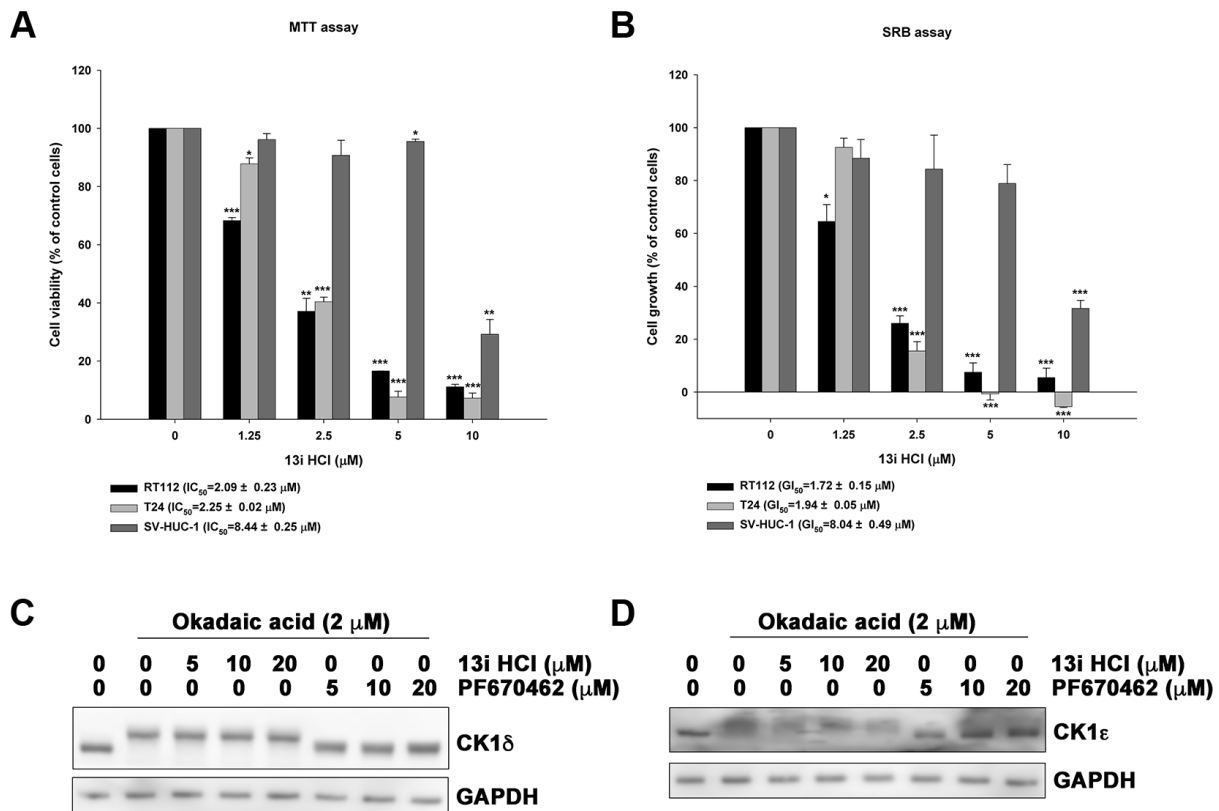 A
MTT assay
Cell viability (% of control cells)
120
100
80
60
40
20
0
***
*
**
***
*
***
***
***
***
**
0 1.25 2.5 5 10
13i HCl (μM)
RT112 (IC50=2.09 ± 0.23 μM)
T24 (IC50=2.25 ± 0.02 μM)
SV-HUC-1 (IC50=8.44 ± 0.25 μM)
B
SRB assay
Cell growth (% of control cells)
120
100
80
60
40
20
0
*
***
***
***
***
***
***
***
0 1.25 2.5 5 10
13i HCl (μM)
RT112 (GI50=1.72 ± 0.15 μM)
T24 (GI50=1.94 ± 0.05 μM)
SV-HUC-1 (GI50=8.04 ± 0.49 μM)
C
Okadaic acid (2 μM)
0 0 5 10 20 0 0 0 13i HCl (μM)
0 0 0 0 0 5 10 20 PF670462 (μM)
CK1δ
GAPDH
D
Okadaic acid (2 μM)
0 0 5 10 20 0 0 0 13i HCl (μM)
0 0 0 0 0 5 10 20 PF670462 (μM)
CK1ε
GAPDH